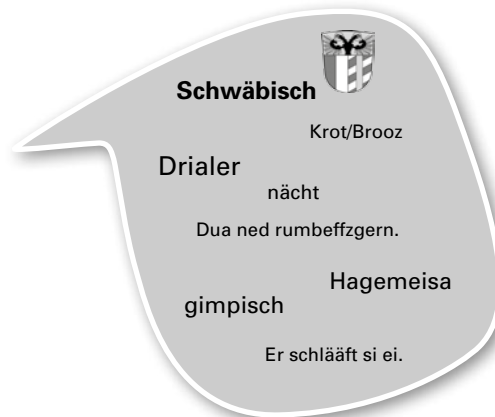 Schwäbisch
Krot/Brooz
Drialer
nächt
Dua ned rumbeffzgern.
Hagemeisa
gimpisch
Er schlääft si ei.